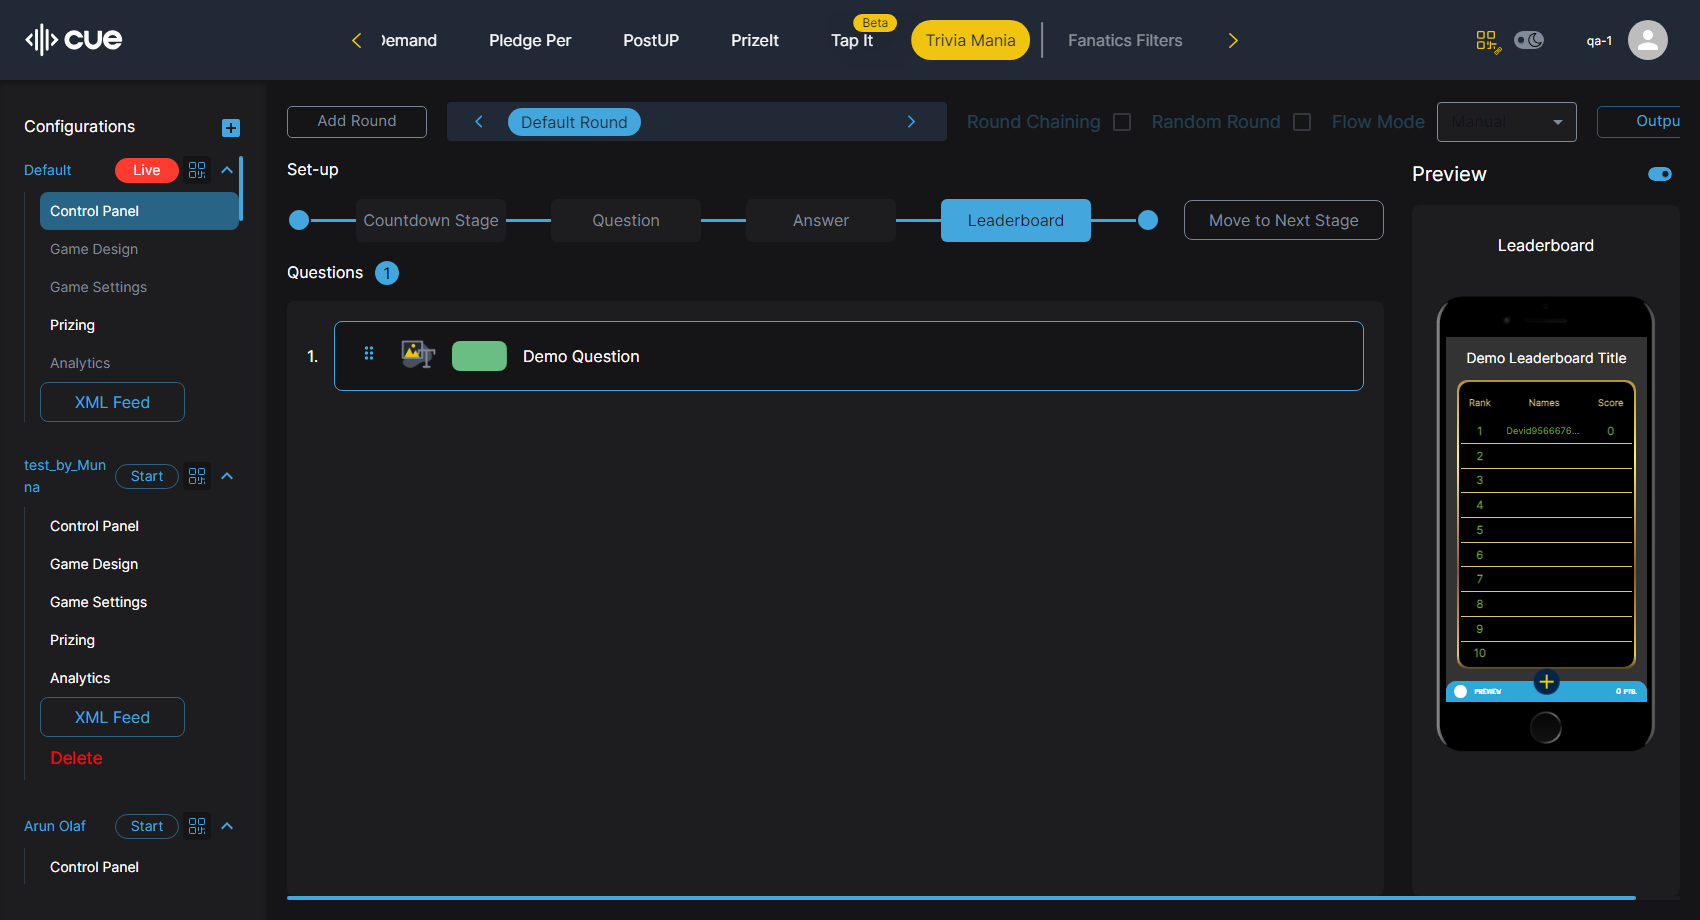 cue
Demand
Pledge Per
PostUP
PrizeIt
Beta
Tap It
Trivia Mania
Fanatics Filters
qa-1
Configurations
Default
Live
Control Panel
Game Design
Game Settings
Prizing
Analytics
XML Feed
test_by_Mun
na
Start
Control Panel
Game Design
Game Settings
Prizing
Analytics
XML Feed
Delete
Arun Olaf
Start
Control Panel
Add Round
Default Round
Round Chaining
Random Round
Flow Mode
Manual
Outpu
Set-up
Countdown Stage
Question
Answer
Leaderboard
Move to Next Stage
Questions 1
1.
Demo Question
Preview
Leaderboard
Demo Leaderboard Title
Rank Names Score
1 Devid9566676... 0
2
3
4
5
6
7
8
9
10
PREVIEW
0 PTS.